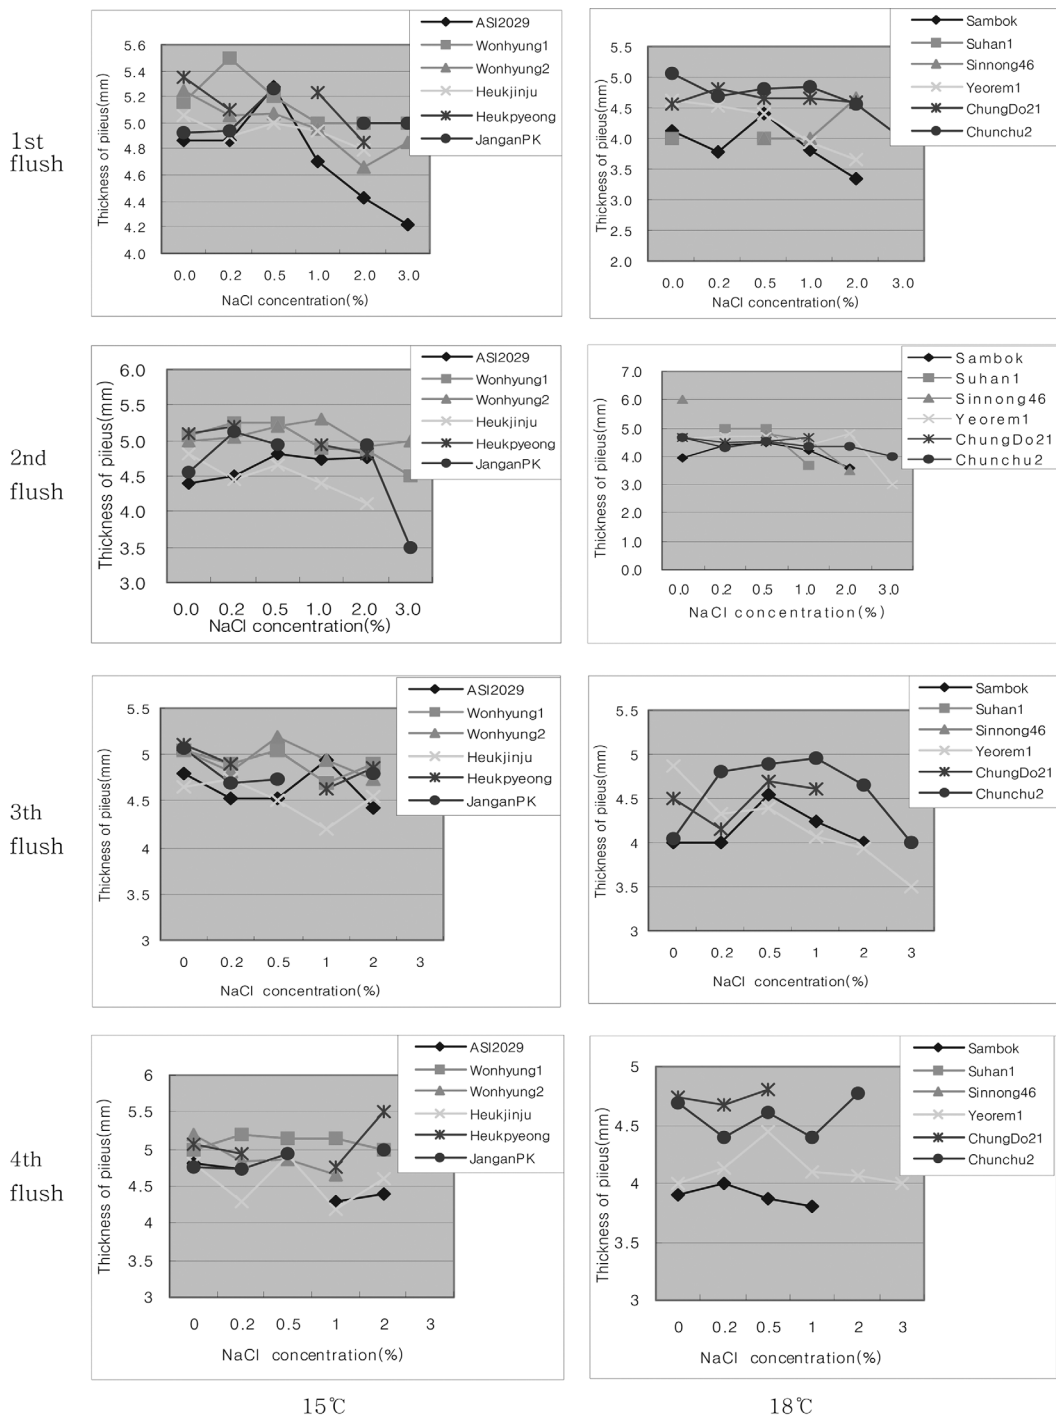 1st
flush
Thickness of piieus(mm)
5.6
5.4
5.2
5.0
4.8
4.6
4.4
4.2
4.0
0.0 0.2 0.5 1.0 2.0 3.0
NaCl concentration(%)
ASI2029
Wonhyung1
Wonhyung2
Heukjinju
Heukpyeong
JanganPK
Thickness of piieus(mm)
5.5
5.0
4.5
4.0
3.5
3.0
2.5
2.0
0.0 0.2 0.5 1.0 2.0 3.0
NaCl concentration(%)
Sambok
Suhan1
Sinnong46
Yeorem1
ChungDo21
Chunchu2
2nd
flush
Thickness of piieus(mm)
6.0
5.5
5.0
4.5
4.0
3.5
3.0
0.0 0.2 0.5 1.0 2.0 3.0
NaCl concentration(%)
ASI2029
Wonhyung1
Wonhyung2
Heukjinju
Heukpyeong
JanganPK
Thickness of piieus(mm)
7.0
6.0
5.0
4.0
3.0
2.0
1.0
0.0
0.0 0.2 0.5 1.0 2.0 3.0
NaCl concentration(%)
Sambok
Suhan1
Sinnong46
Yeorem1
ChungDo21
Chunchu2
3th
flush
Thickness of piieus(mm)
5.5
5
4.5
4
3.5
3
0 0.2 0.5 1 2 3
NaCl concentration(%)
ASI2029
Wonhyung1
Wonhyung2
Heukjinju
Heukpyeong
JanganPK
Thickness of piieus(mm)
5.5
5
4.5
4
3.5
3
0 0.2 0.5 1 2 3
NaCl concentration(%)
Sambok
Suhan1
Sinnong46
Yeorem1
ChungDo21
Chunchu2
4th
flush
Thickness of piieus(mm)
6
5.5
5
4.5
4
3.5
3
0 0.2 0.5 1 2 3
NaCl concentration(%)
ASI2029
Wonhyung1
Wonhyung2
Heukjinju
Heukpyeong
JanganPK
Thickness of piieus(mm)
5
4.5
4
3.5
3
0 0.2 0.5 1 2 3
NaCl concentration(%)
Sambok
Suhan1
Sinnong46
Yeorem1
ChungDo21
Chunchu2
15℃ 18℃